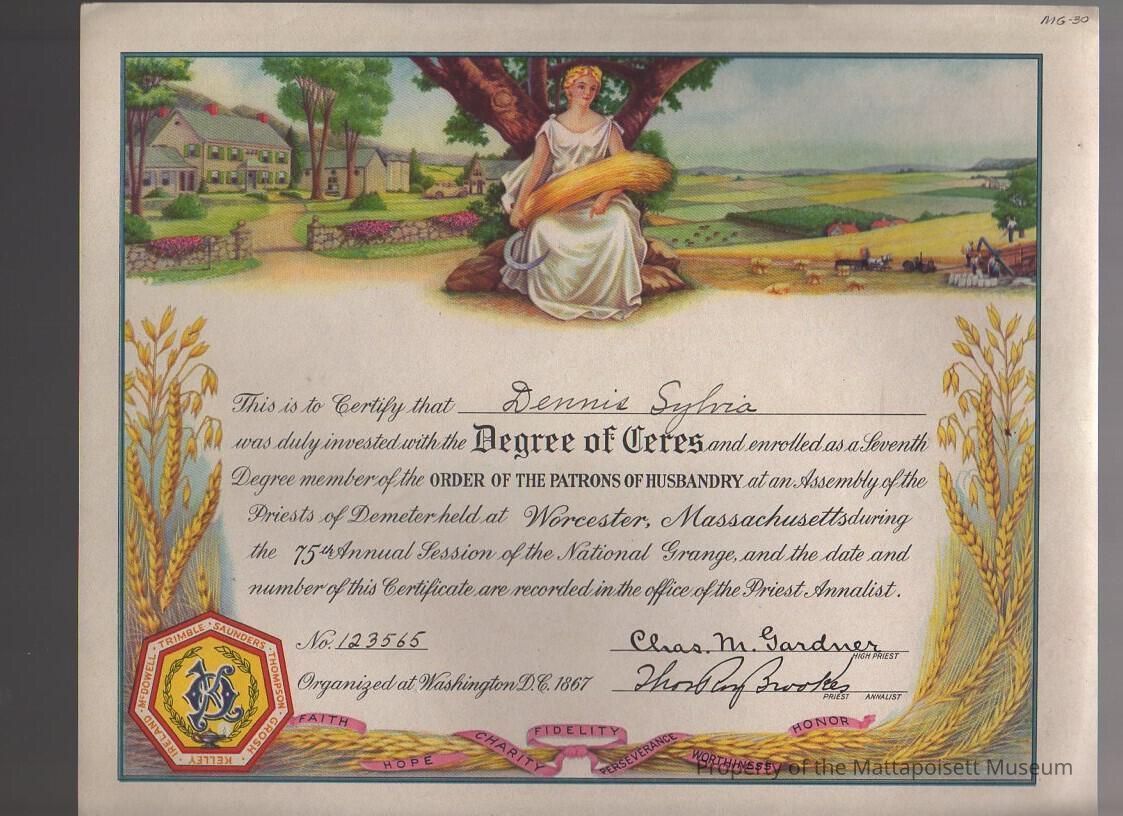 MG-30
This is to Certify that Dennis Sylvia
was duly invested with the Degree of Ceres and enrolled as a Seventh
Degree member of the ORDER OF THE PATRONS OF HUSBANDRY at an Assembly of the
Priests of Demeter held at Worcester, Massachusetts during
the 75th Annual Session of the National Grange, and the date and
number of this Certificate are recorded in the office of the Priest Annalist.
No. 123565
Chas. M. Gardner
HIGH PRIEST
Organized at Washington D.C. 1867
Thos Roy Brookes
PRIEST ANNALIST
IRELAND · McDOWELL · TRIMBLE · SAUNDERS · THOMPSON · GROSH · KELLEY
FAITH
HOPE
CHARITY
FIDELITY
PERSEVERANCE
WORTHINESS
HONOR
Property of the Mattapoisett Museum